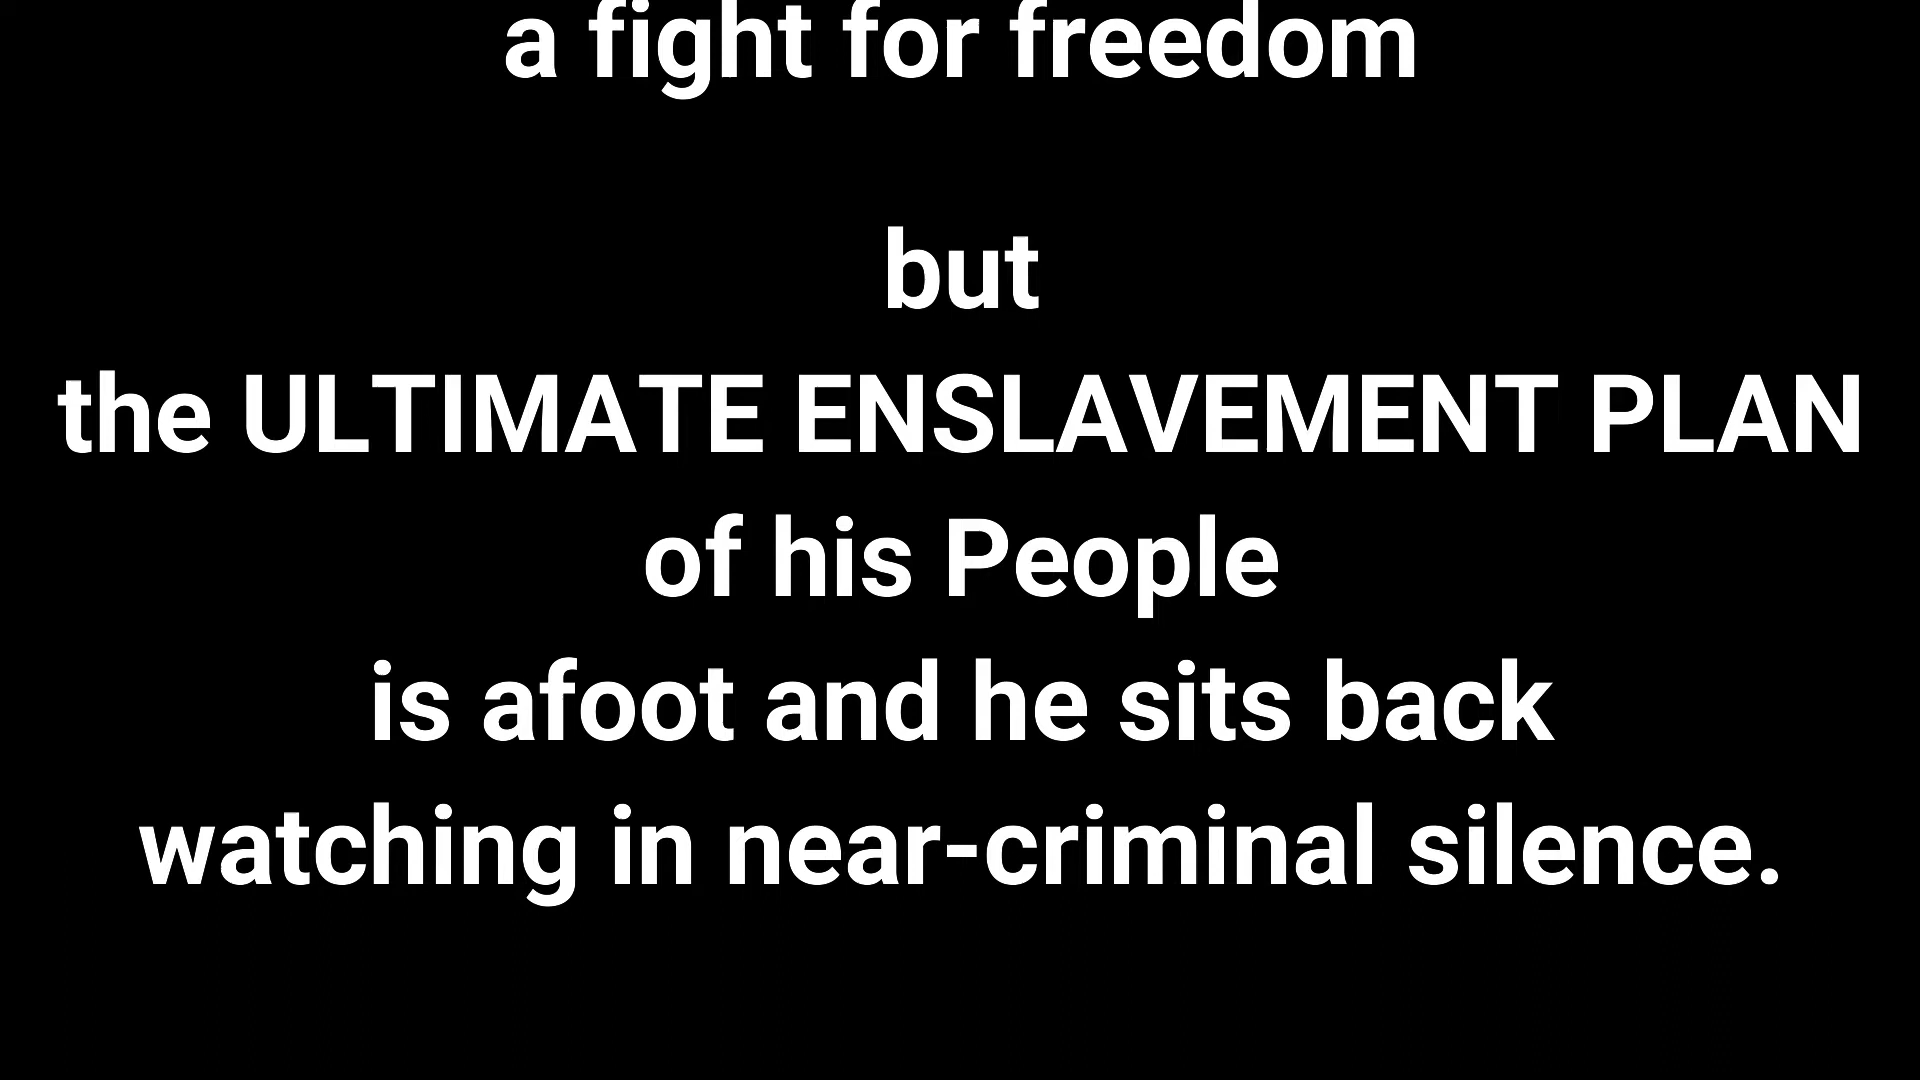 a fight for freedom
but
the ULTIMATE ENSLAVEMENT PLAN
of his People
is afoot and he sits back
watching in near-criminal silence.